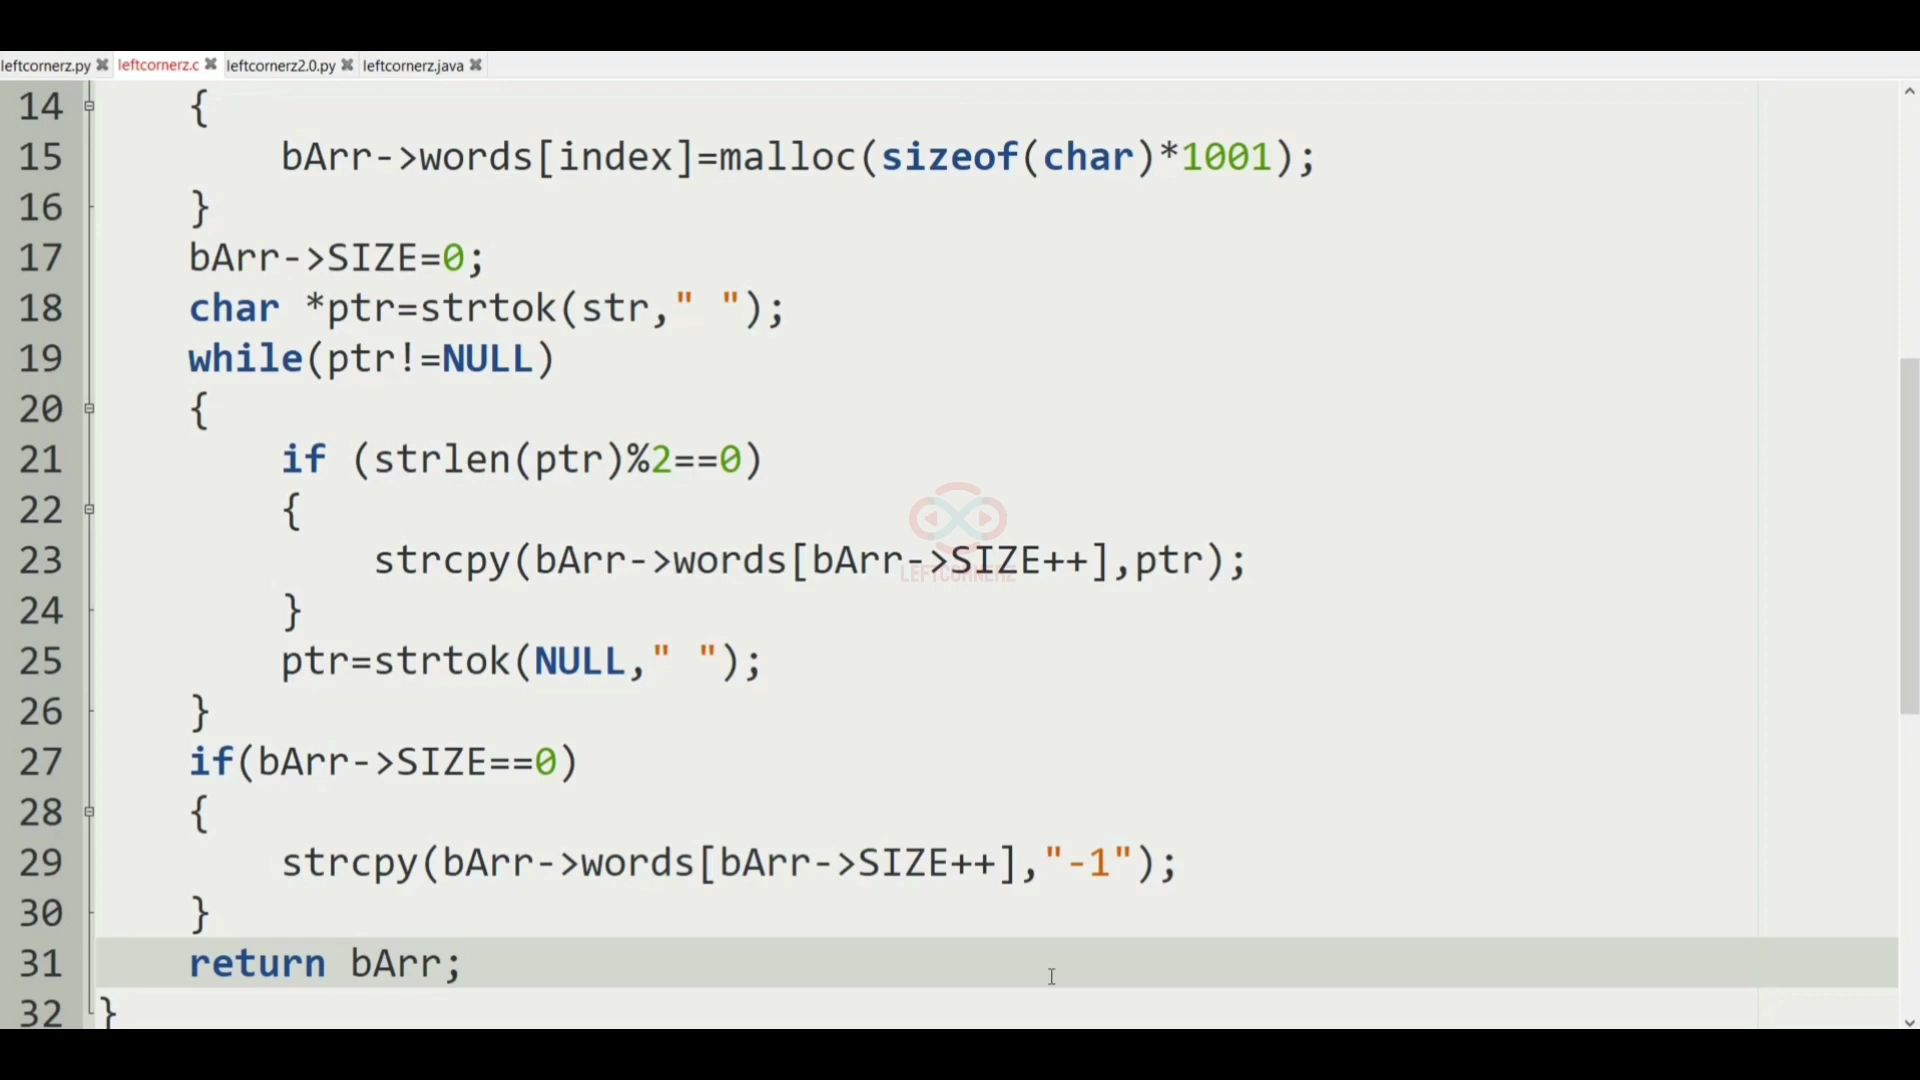 leftcornerz.py leftcornerz.c leftcornerz2.0.py leftcornerz.java
14 {
15 bArr->words[index]=malloc(sizeof(char)*1001);
16 }
17 bArr->SIZE=0;
18 char *ptr=strtok(str," ");
19 while(ptr!=NULL)
20 {
21 if (strlen(ptr)%2==0)
22 {
23 strcpy(bArr->words[bArr->SIZE++],ptr);
LEFTCORNERZ
24 }
25 ptr=strtok(NULL," ");
26 }
27 if(bArr->SIZE==0)
28 {
29 strcpy(bArr->words[bArr->SIZE++],"-1");
30 }
31 return bArr;
32 }